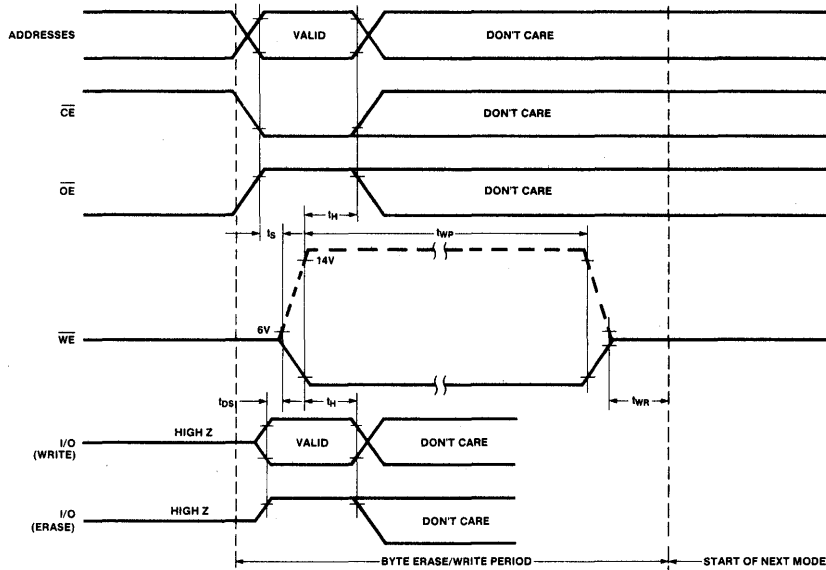 ADDRESSES
VALID
DON'T CARE
CE
DON'T CARE
OE
DON'T CARE
tS
tH
tWP
14V
6V
WE
tDS
tH
tWR
I/O
(WRITE)
HIGH Z
VALID
DON'T CARE
I/O
(ERASE)
HIGH Z
DON'T CARE
BYTE ERASE/WRITE PERIOD
START OF NEXT MODE